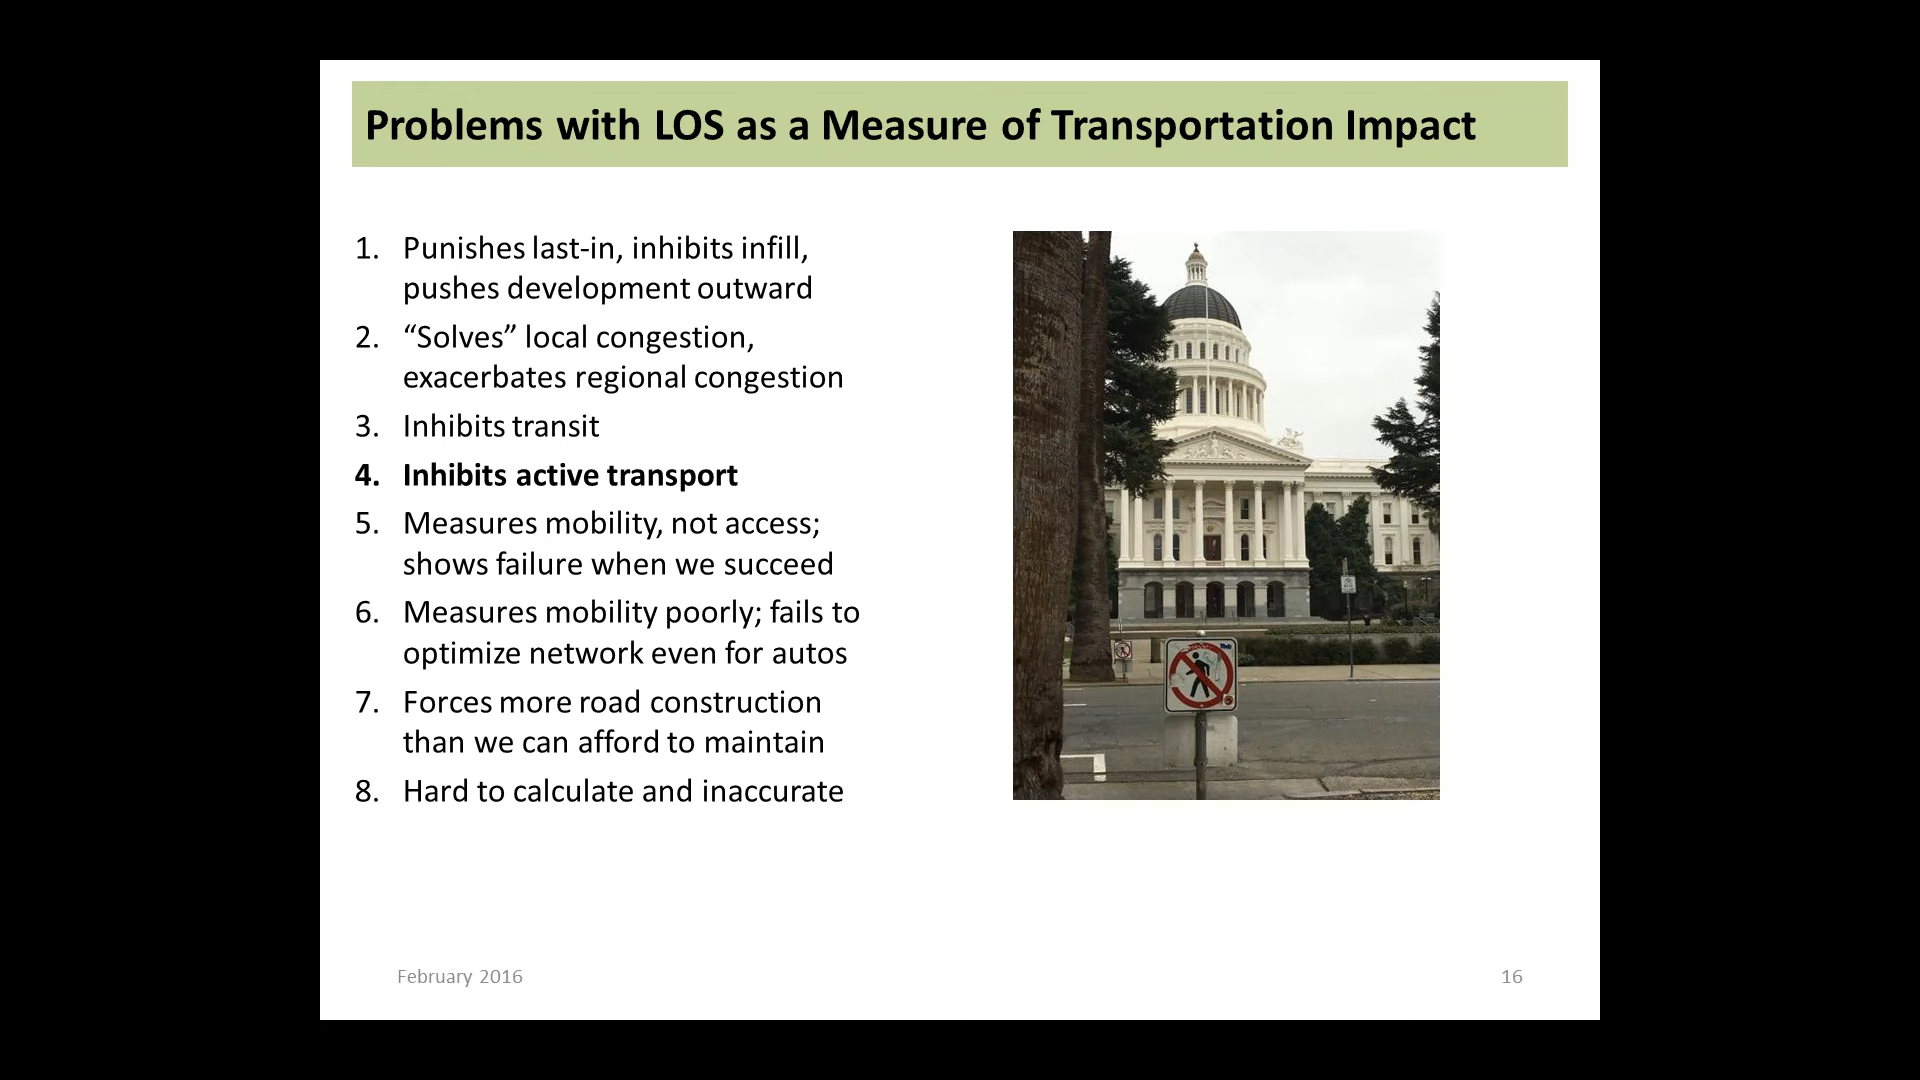 Problems with LOS as a Measure of Transportation Impact
1. Punishes last-in, inhibits infill,
pushes development outward
2. “Solves” local congestion,
exacerbates regional congestion
3. Inhibits transit
4. Inhibits active transport
5. Measures mobility, not access;
shows failure when we succeed
6. Measures mobility poorly; fails to
optimize network even for autos
7. Forces more road construction
than we can afford to maintain
8. Hard to calculate and inaccurate
February 2016
16